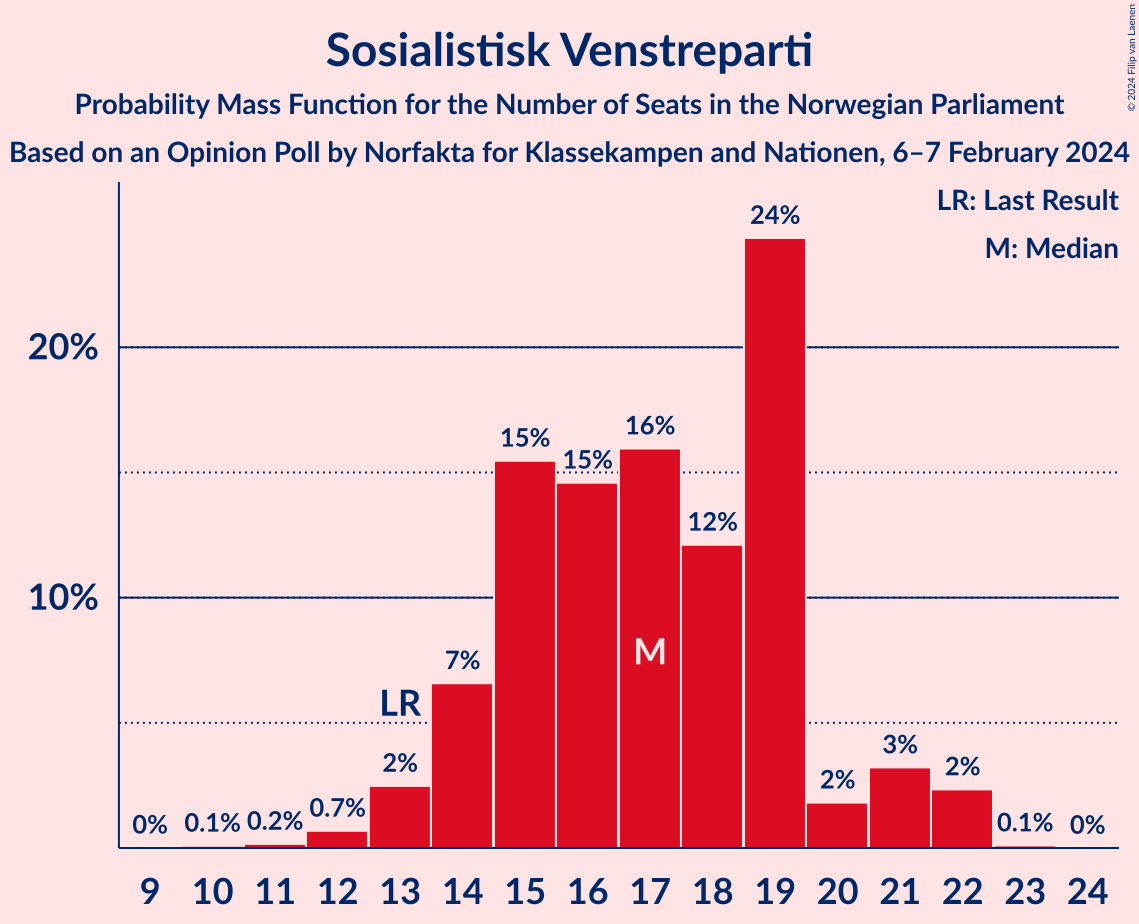 Sosialistisk Venstreparti
Probability Mass Function for the Number of Seats in the Norwegian Parliament
Based on an Opinion Poll by Norfakta for Klassekampen and Nationen, 6–7 February 2024
© 2024 Filip van Laenen
LR: Last Result
M: Median
24%
20%
15%
15%
16%
12%
10%
7%
M
LR
2%
3%
2%
2%
0%
0.1%
0.2%
0.7%
0.1%
0%
9 10 11 12 13 14 15 16 17 18 19 20 21 22 23 24